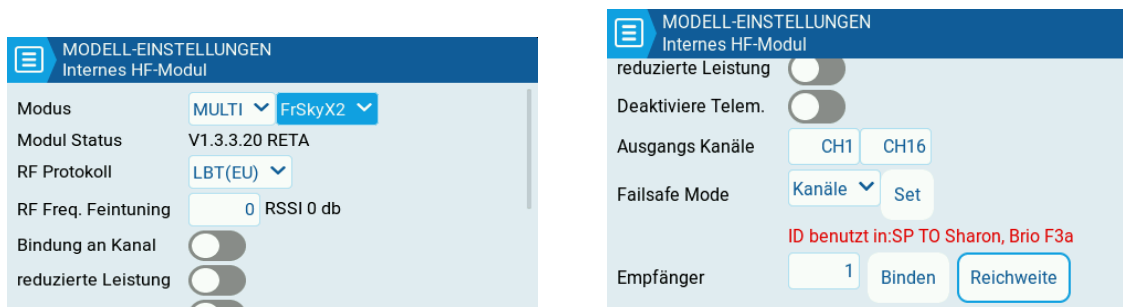 MODELL-EINSTELLUNGEN
Internes HF-Modul
Modus MULTI FrSkyX2
Modul Status V1.3.3.20 RETA
RF Protokoll LBT(EU)
RF Freq. Feintuning 0 RSSI 0 db
Bindung an Kanal
reduzierte Leistung
MODELL-EINSTELLUNGEN
Internes HF-Modul
reduzierte Leistung
Deaktiviere Telem.
Ausgangs Kanäle CH1 CH16
Failsafe Mode Kanäle Set
ID benutzt in:SP TO Sharon, Brio F3a
Empfänger 1 Binden Reichweite